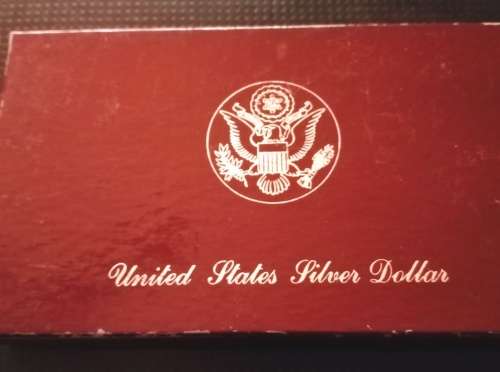 United States Silver Dollar